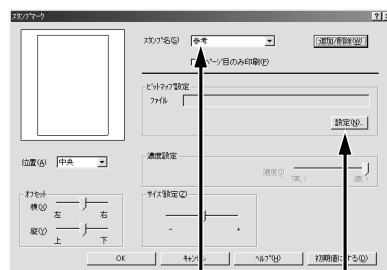 スタンプマーク
スタンプ名(S) 参考 追加/削除(W)
ページ目のみ印刷(P)
ビットマップ設定
ファイル
設定(N)...
位置(A) 中央
濃度設定
濃度(I) 薄い 濃い
オフセット
横(X) 左 右
縦(Y) 上 下
サイズ設定(Z)
- +
OK キャンセル ヘルプ(H) 初期値にする(D)